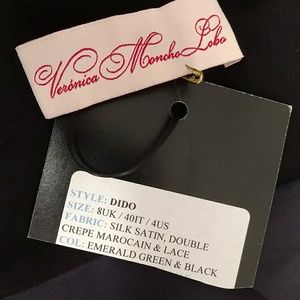 Verónica Moncho Lobo
STYLE: DIDO
SIZE: 8UK / 40IT / 4US
FABRIC: SILK SATIN, DOUBLE
CREPE MAROCAIN & LACE
COL: EMERALD GREEN & BLACK